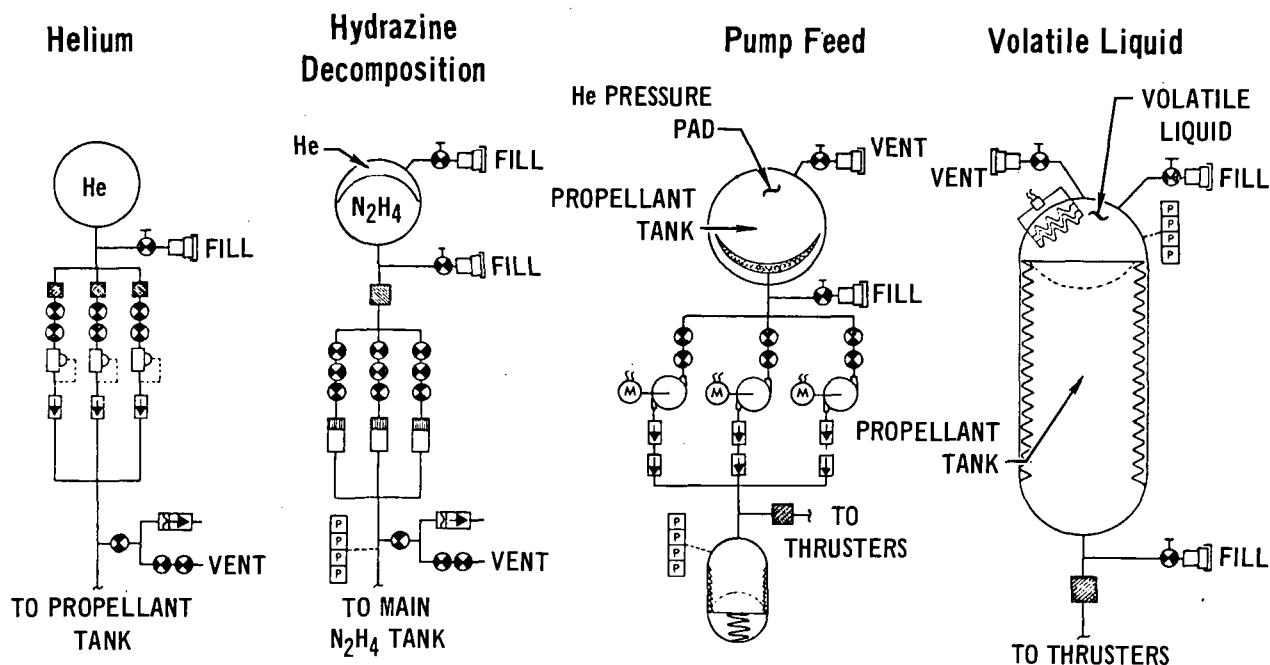 Helium
He
FILL
VENT
TO PROPELLANT
TANK
Hydrazine
Decomposition
He
FILL
N2H4
FILL
P
P
P
P
VENT
TO MAIN
N2H4 TANK
Pump Feed
He PRESSURE
PAD
VENT
PROPELLANT
TANK
FILL
M
M
M
TO
THRUSTERS
P
P
P
P
Volatile Liquid
VOLATILE
LIQUID
VENT
FILL
P
P
P
P
PROPELLANT
TANK
FILL
TO THRUSTERS